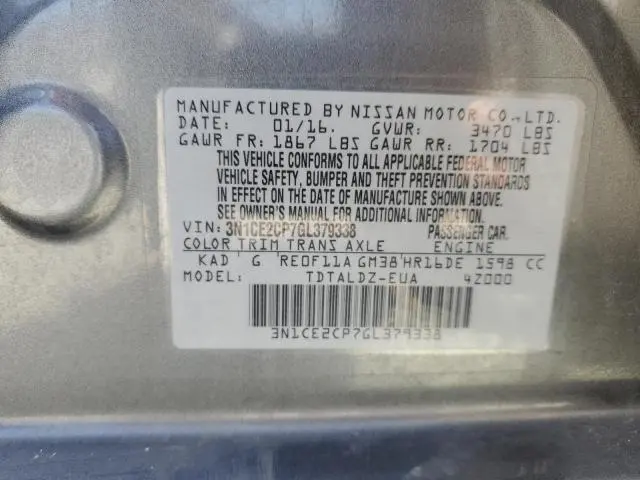 MANUFACTURED BY NISSAN MOTOR CO.,LTD.
DATE: 01/16. GVWR: 3470 LBS
GAWR FR: 1867 LBS GAWR RR: 1704 LBS
THIS VEHICLE CONFORMS TO ALL APPLICABLE FEDERAL MOTOR
VEHICLE SAFETY, BUMPER AND THEFT PREVENTION STANDARDS
IN EFFECT ON THE DATE OF MANUFACTURE SHOWN ABOVE.
SEE OWNER'S MANUAL FOR ADDITIONAL INFORMATION.
VIN: 3N1CE2CP7GL379338 PASSENGER CAR
COLOR TRIM TRANS AXLE ENGINE
KAD G RE0F11A GM38 HR16DE 1598 CC
MODEL: TDTALDZ-EUA 4Z000
3N1CE2CP7GL379338